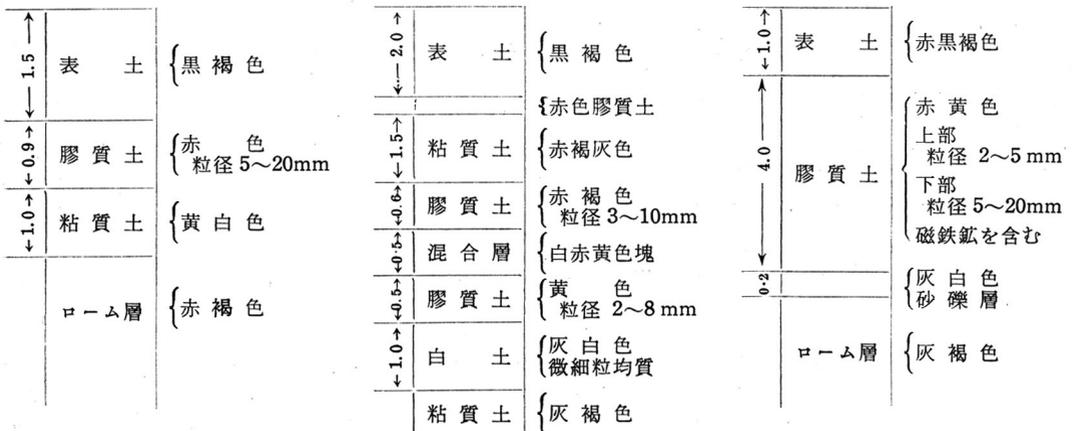 1.5
表土
黒褐色
0.9
膠質土
赤色
粒径 5〜20mm
1.0
粘質土
黄白色
ローム層
赤褐色
2.0
表土
黒褐色
赤色膠質土
1.5
粘質土
赤褐灰色
0.6
膠質土
赤褐色
粒径3〜10mm
0.5
混合層
白赤黄色塊
0.5
膠質土
黄色
粒径 2〜8mm
1.0
白土
灰白色
微細粒均質
粘質土
灰褐色
1.0
表土
赤黒褐色
4.0
膠質土
赤黄色
上部
粒径 2〜5mm
下部
粒径5〜20mm
磁鉄鉱を含む
0.2
灰白色
砂礫層
ローム層
灰褐色